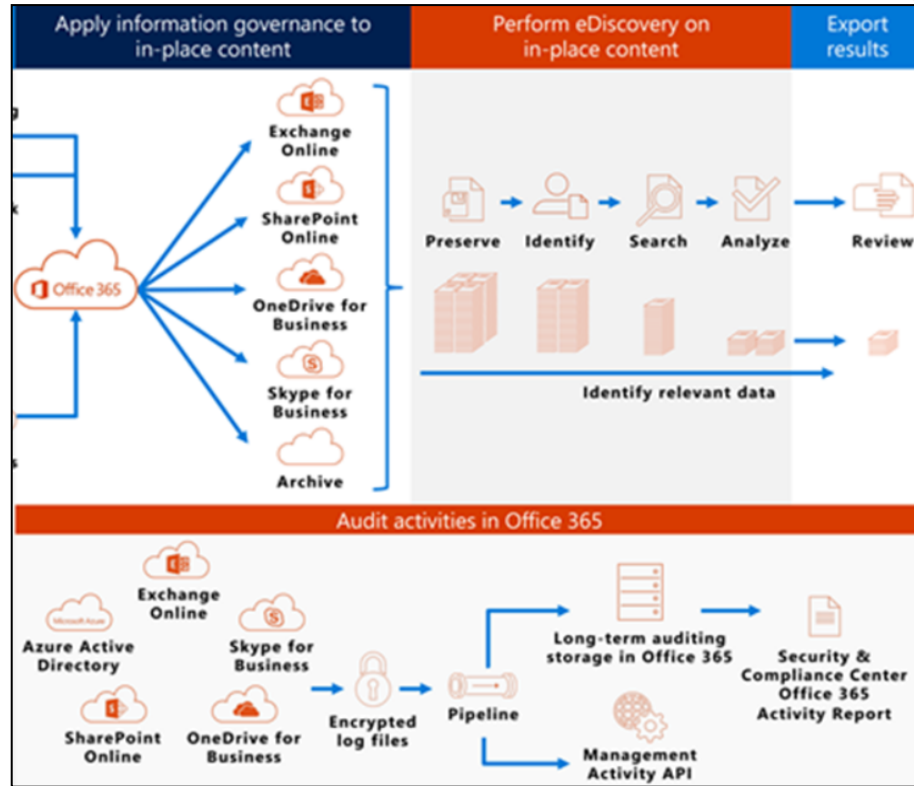 Apply information governance to
in-place content
Perform eDiscovery on
in-place content
Export
results
g
k
s
Office 365
Exchange
Online
SharePoint
Online
OneDrive for
Business
Skype for
Business
Archive
Preserve
Identify
Search
Analyze
Review
Identify relevant data
Audit activities in Office 365
Exchange
Online
Microsoft Azure
Azure Active
Directory
Skype for
Business
SharePoint
Online
OneDrive for
Business
Encrypted
log files
Pipeline
Long-term auditing
storage in Office 365
Management
Activity API
Security &
Compliance Center
Office 365
Activity Report